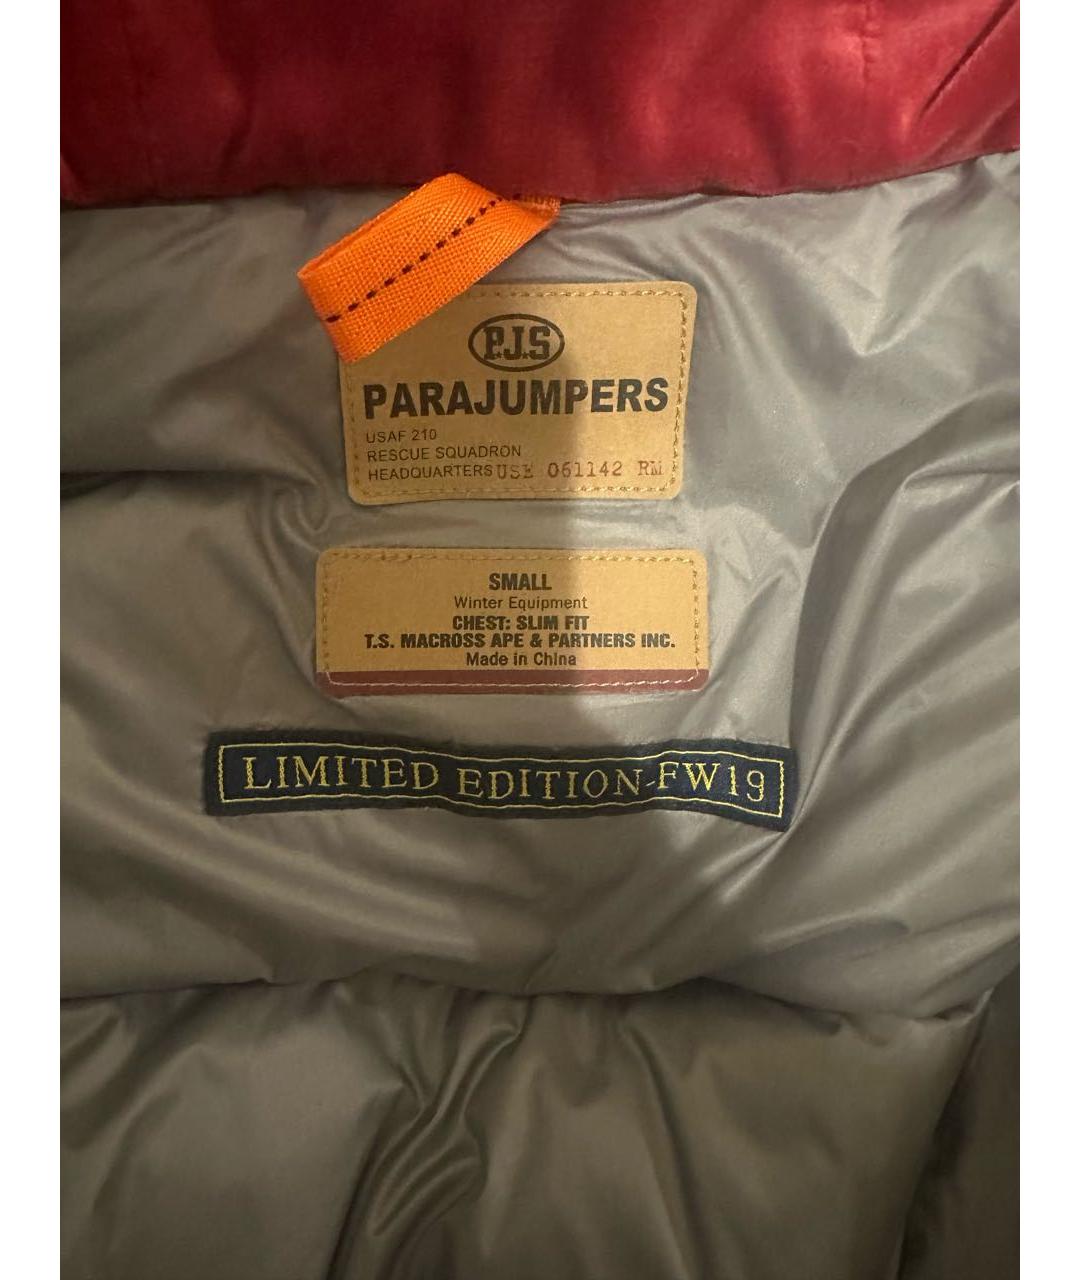 P.J.S
PARAJUMPERS
USAF 210
RESCUE SQUADRON
HEADQUARTERS USE 061142 RM
SMALL
Winter Equipment
CHEST: SLIM FIT
T.S. MACROSS APE & PARTNERS INC.
Made in China
LIMITED EDITION-FW19